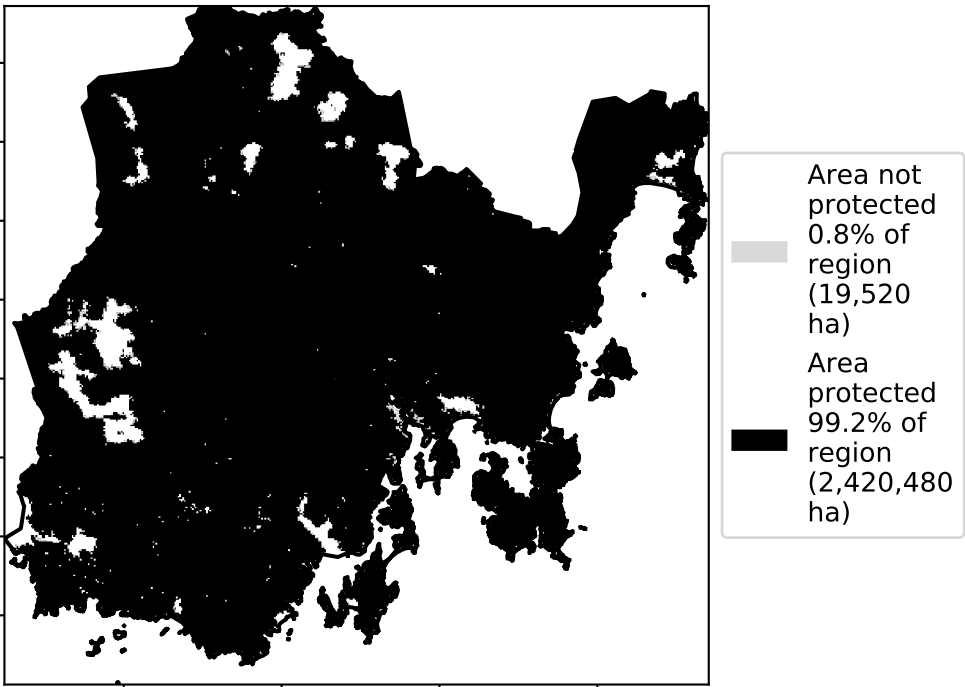 Area not
protected
0.8% of
region
(19,520
ha)
Area
protected
99.2% of
region
(2,420,480
ha)